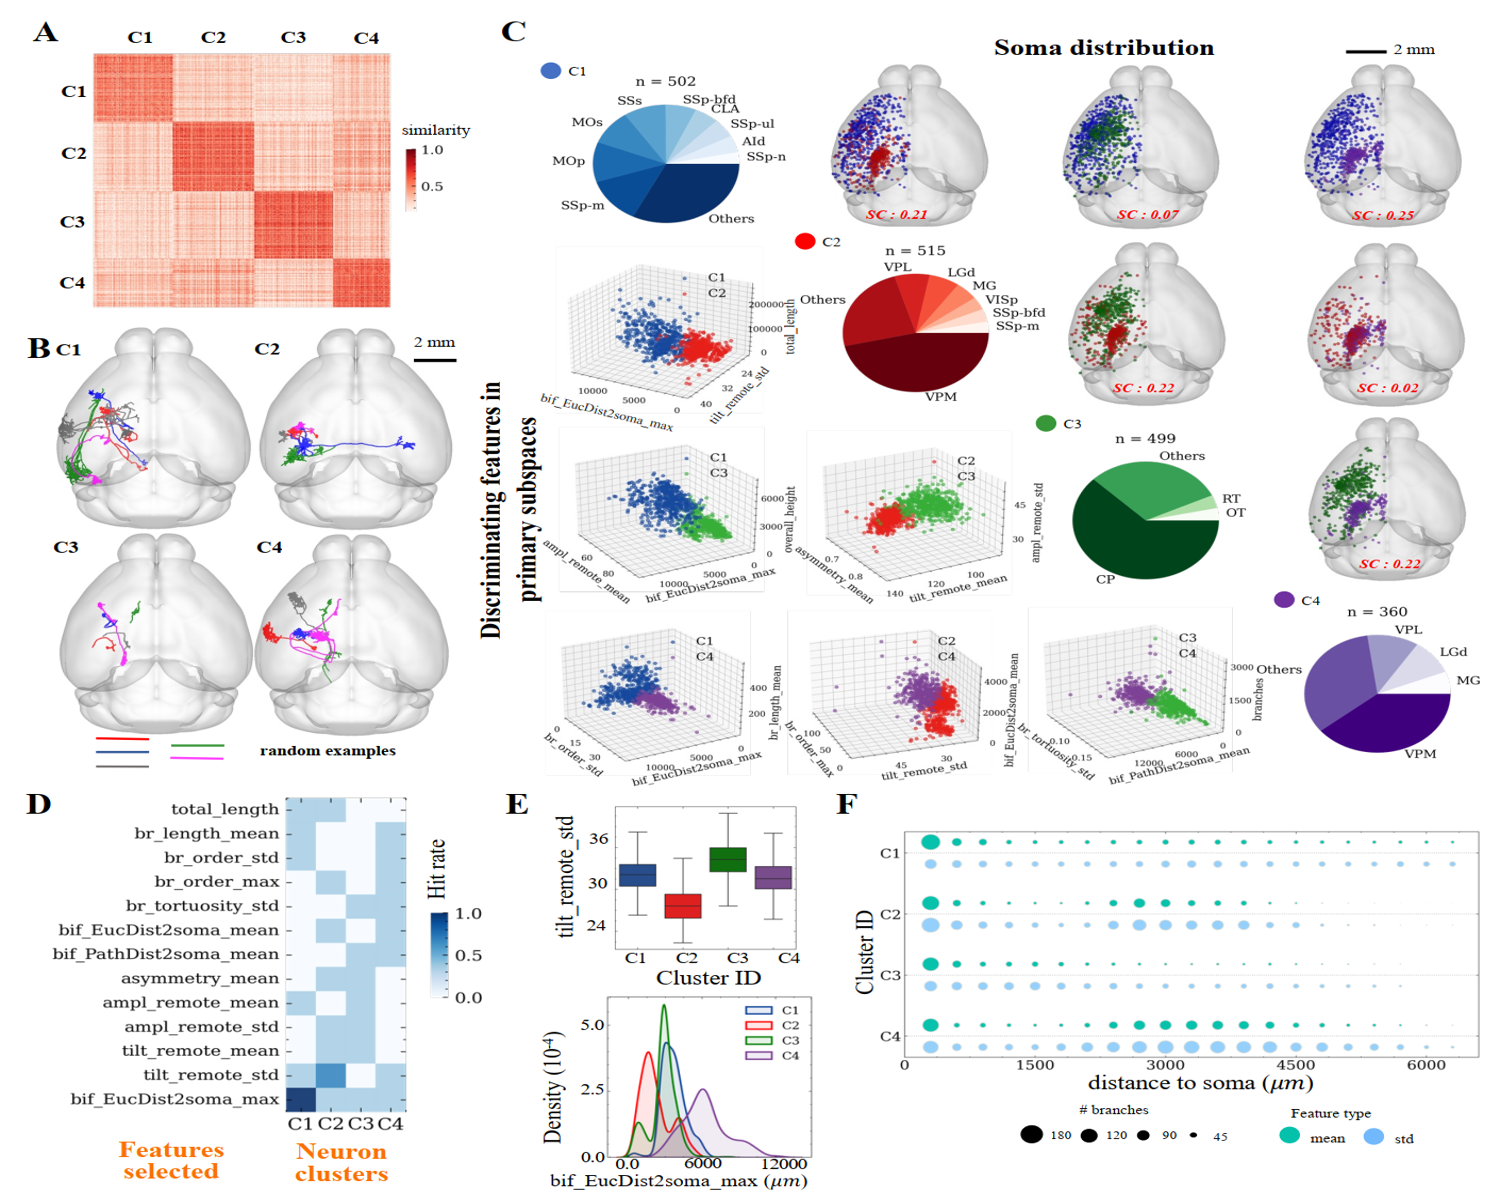 A
C1 C2 C3 C4
C1
C2
C3
C4
similarity
1.0
0.5
B
C1
C2
2 mm
C3
C4
random examples
C
Soma distribution
2 mm
C1
n = 502
SSs
SSp-bfd
CLA
MOs
SSp-ul
AId
MOp
SSp-n
SSp-m
Others
SC : 0.21
SC : 0.07
SC : 0.25
C2
n = 515
VPL
LGd
MG
Others
VISp
SSp-bfd
SSp-m
VPM
SC : 0.22
SC : 0.02
C1
C2
200000
100000
0
total_length
24
32
40
tilt_remote_std
10000
5000
0
bif_EucDist2soma_max
Discriminating features in
primary subspaces
C1
C3
6000
3000
0
overall_height
60
80
ampl_remote_mean
10000
5000
0
bif_EucDist2soma_max
C2
C3
45
30
ampl_remote_std
0.7
0.8
asymmetry_mean
140
120
100
tilt_remote_mean
C3
n = 499
Others
RT
OT
CP
SC : 0.22
C1
C4
400
200
br_length_mean
0
15
30
br_order_std
10000
5000
0
bif_EucDist2soma_max
C2
C4
4000
2000
0
bif_EucDist2soma_mean
100
50
0
br_order_max
45
30
tilt_remote_std
C3
C4
3000
1500
0
branches
0.10
0.15
br_tortuosity_std
12000
6000
0
bif_PathDist2soma_mean
C4
n = 360
VPL
LGd
Others
MG
VPM
D
total_length
br_length_mean
br_order_std
br_order_max
br_tortuosity_std
bif_EucDist2soma_mean
bif_PathDist2soma_mean
asymmetry_mean
ampl_remote_mean
ampl_remote_std
tilt_remote_mean
tilt_remote_std
bif_EucDist2soma_max
C1 C2 C3 C4
Hit rate
1.0
0.5
0.0
Features
selected
Neuron
clusters
E
tilt_remote_std
36
30
24
C1 C2 C3 C4
Cluster ID
Density (10⁻⁴)
5.0
2.5
0.0
C1
C2
C3
C4
0.0 6000 12000
bif_EucDist2soma_max (μm)
F
Cluster ID
C1
C2
C3
C4
0 1500 3000 4500 6000
distance to soma (μm)
# branches
180 120 90 45
Feature type
mean std